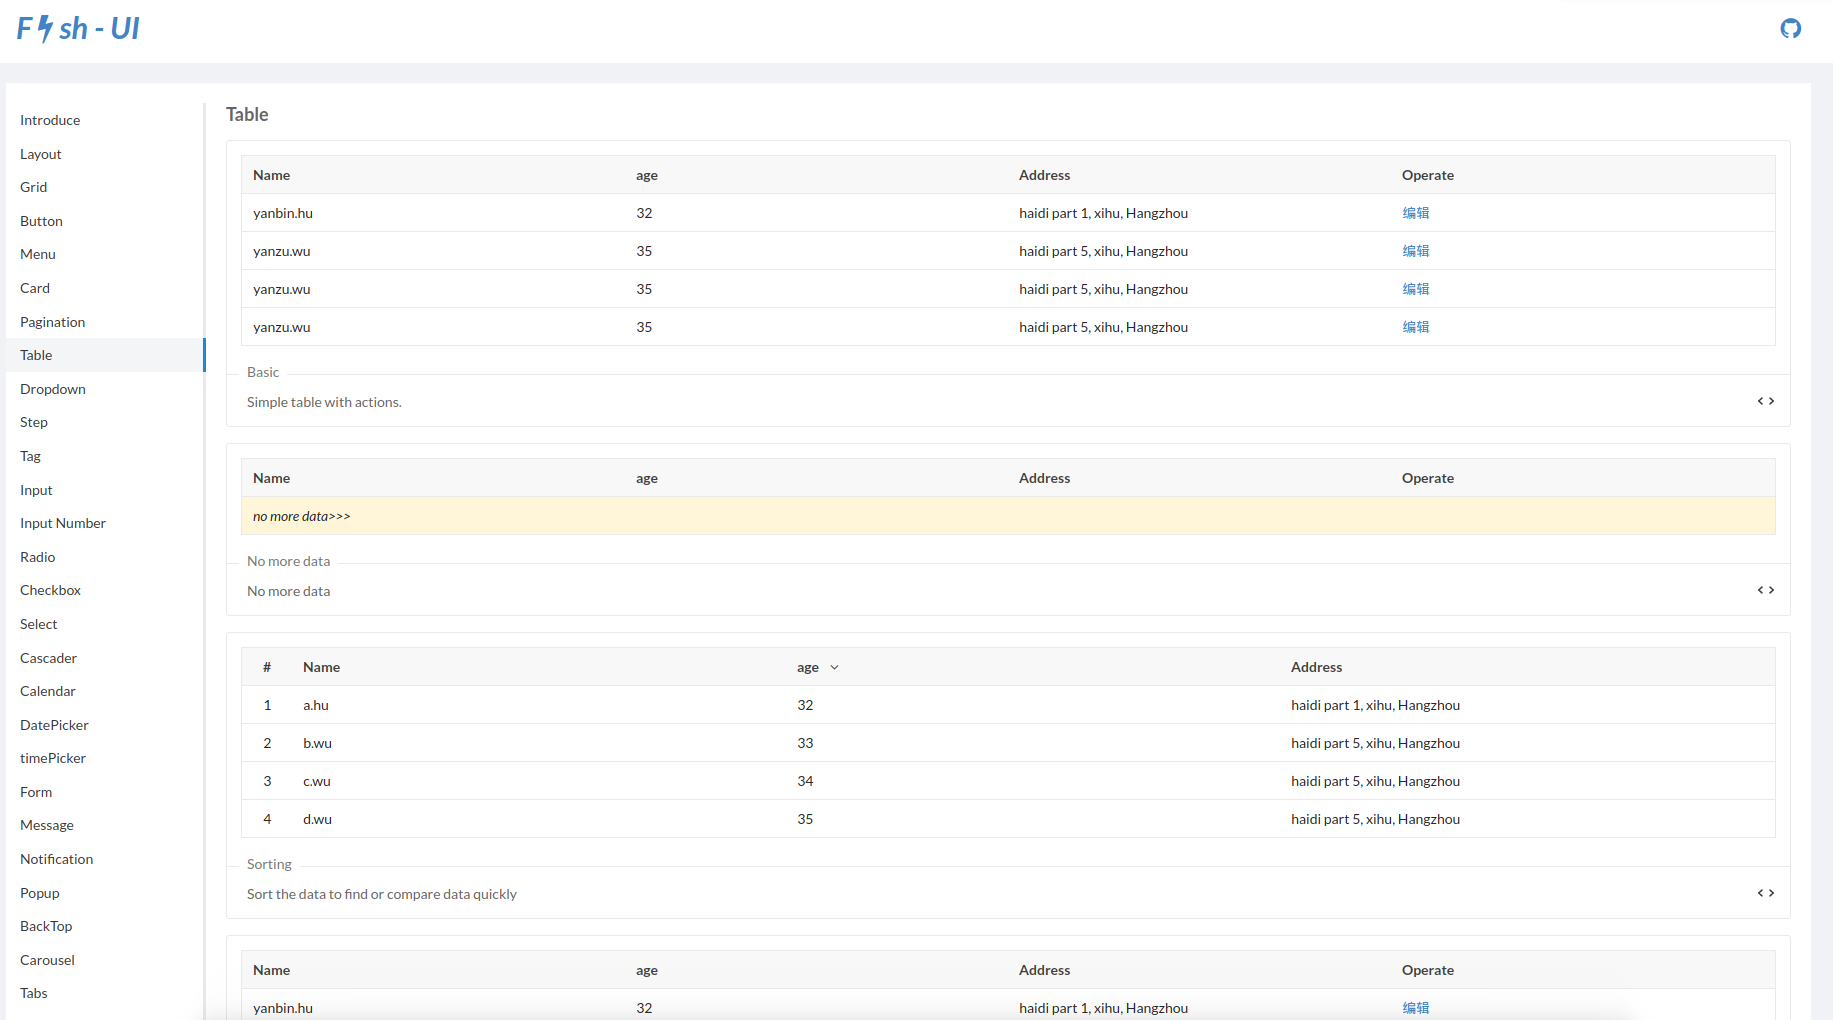 F sh - UI
Introduce
Layout
Grid
Button
Menu
Card
Pagination
Table
Dropdown
Step
Tag
Input
Input Number
Radio
Checkbox
Select
Cascader
Calendar
DatePicker
timePicker
Form
Message
Notification
Popup
BackTop
Carousel
Tabs
Table
Name age Address Operate
yanbin.hu 32 haidi part 1, xihu, Hangzhou 编辑
yanzu.wu 35 haidi part 5, xihu, Hangzhou 编辑
yanzu.wu 35 haidi part 5, xihu, Hangzhou 编辑
yanzu.wu 35 haidi part 5, xihu, Hangzhou 编辑
Basic
Simple table with actions.
Name age Address Operate
no more data>>>
No more data
No more data
# Name age Address
1 a.hu 32 haidi part 1, xihu, Hangzhou
2 b.wu 33 haidi part 5, xihu, Hangzhou
3 c.wu 34 haidi part 5, xihu, Hangzhou
4 d.wu 35 haidi part 5, xihu, Hangzhou
Sorting
Sort the data to find or compare data quickly
Name age Address Operate
yanbin.hu 32 haidi part 1, xihu, Hangzhou 编辑